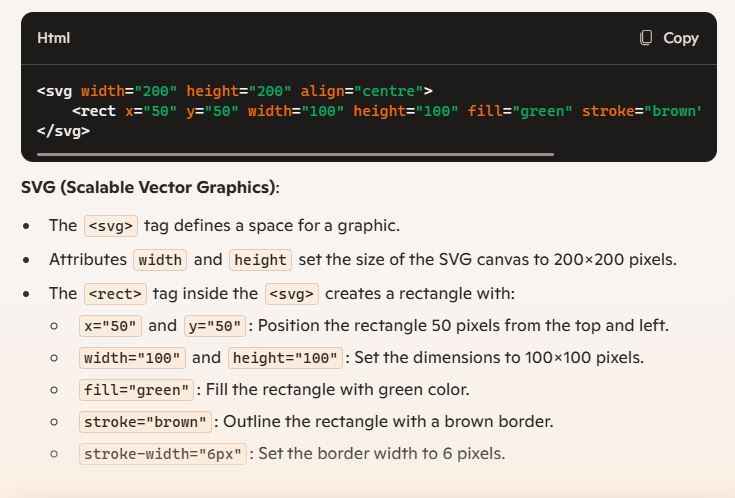 Html
Copy
<svg width="200" height="200" align="centre">
<rect x="50" y="50" width="100" height="100" fill="green" stroke="brown'
</svg>
SVG (Scalable Vector Graphics):
The <svg> tag defines a space for a graphic.
Attributes width and height set the size of the SVG canvas to 200×200 pixels.
The <rect> tag inside the <svg> creates a rectangle with:
x="50" and y="50": Position the rectangle 50 pixels from the top and left.
width="100" and height="100": Set the dimensions to 100×100 pixels.
fill="green": Fill the rectangle with green color.
stroke="brown": Outline the rectangle with a brown border.
stroke-width="6px": Set the border width to 6 pixels.